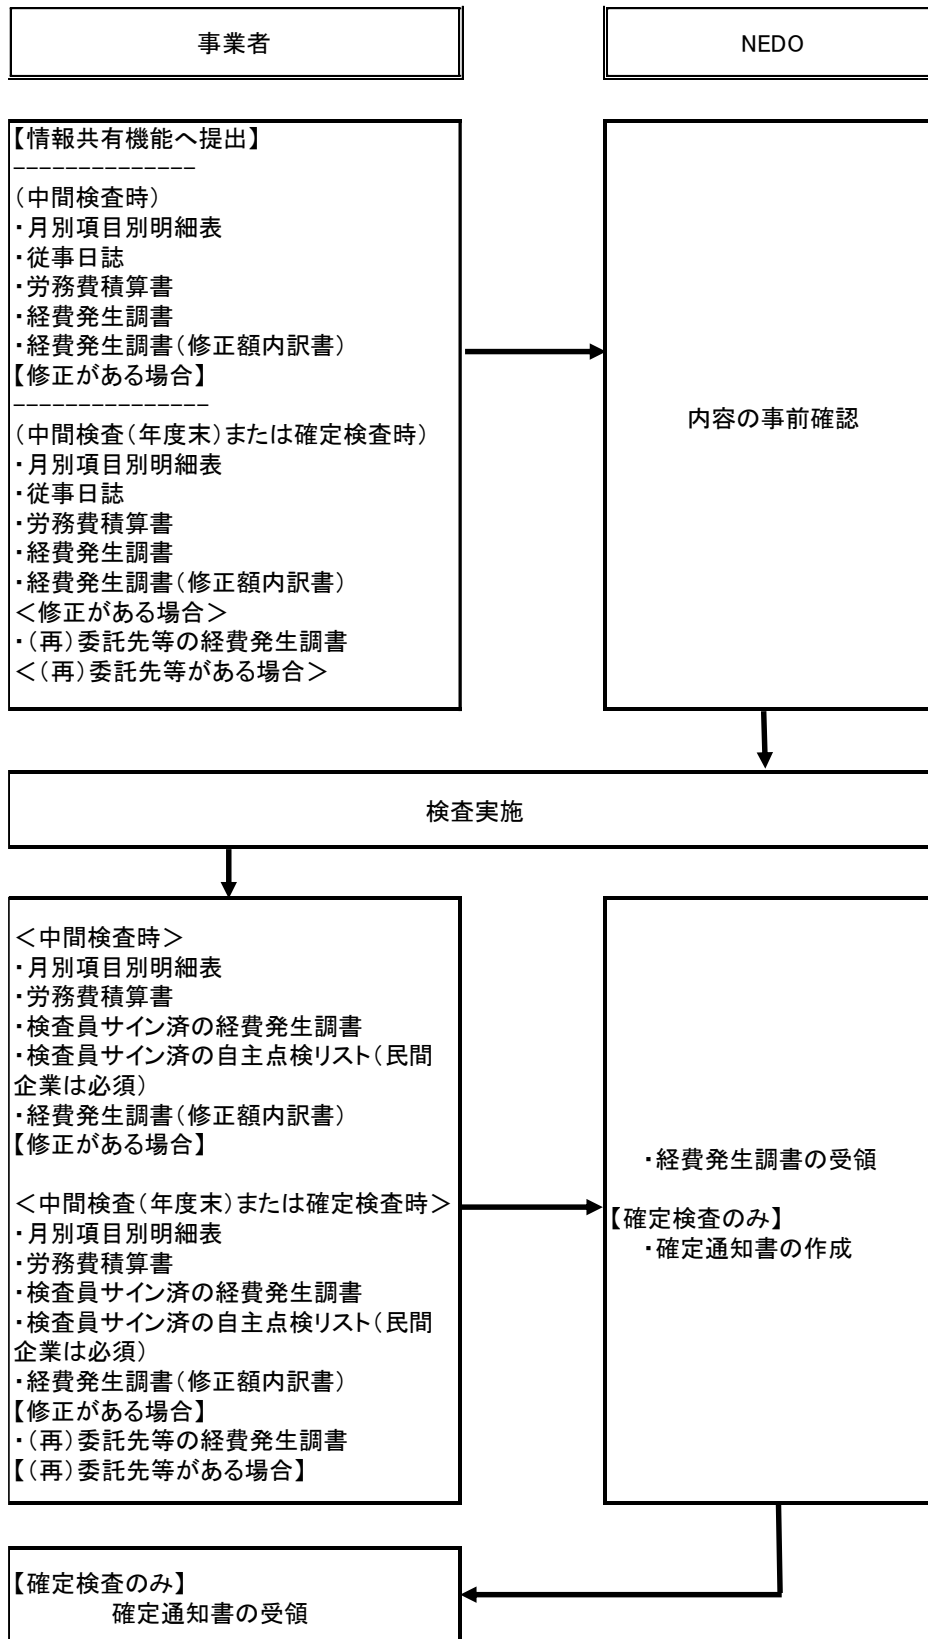 事業者
NEDO
【情報共有機能へ提出】
--------------
(中間検査時)
・月別項目別明細表
・従事日誌
・労務費積算書
・経費発生調書
・経費発生調書(修正額内訳書)
【修正がある場合】
---------------
(中間検査(年度末)または確定検査時)
・月別項目別明細表
・従事日誌
・労務費積算書
・経費発生調書
・経費発生調書(修正額内訳書)
<修正がある場合>
・(再)委託先等の経費発生調書
<(再)委託先等がある場合>
内容の事前確認
検査実施
<中間検査時>
・月別項目別明細表
・労務費積算書
・検査員サイン済の経費発生調書
・検査員サイン済の自主点検リスト(民間
企業は必須)
・経費発生調書(修正額内訳書)
【修正がある場合】
<中間検査(年度末)または確定検査時>
・月別項目別明細表
・労務費積算書
・検査員サイン済の経費発生調書
・検査員サイン済の自主点検リスト(民間
企業は必須)
・経費発生調書(修正額内訳書)
【修正がある場合】
・(再)委託先等の経費発生調書
【(再)委託先等がある場合】
・経費発生調書の受領
【確定検査のみ】
・確定通知書の作成
【確定検査のみ】
確定通知書の受領